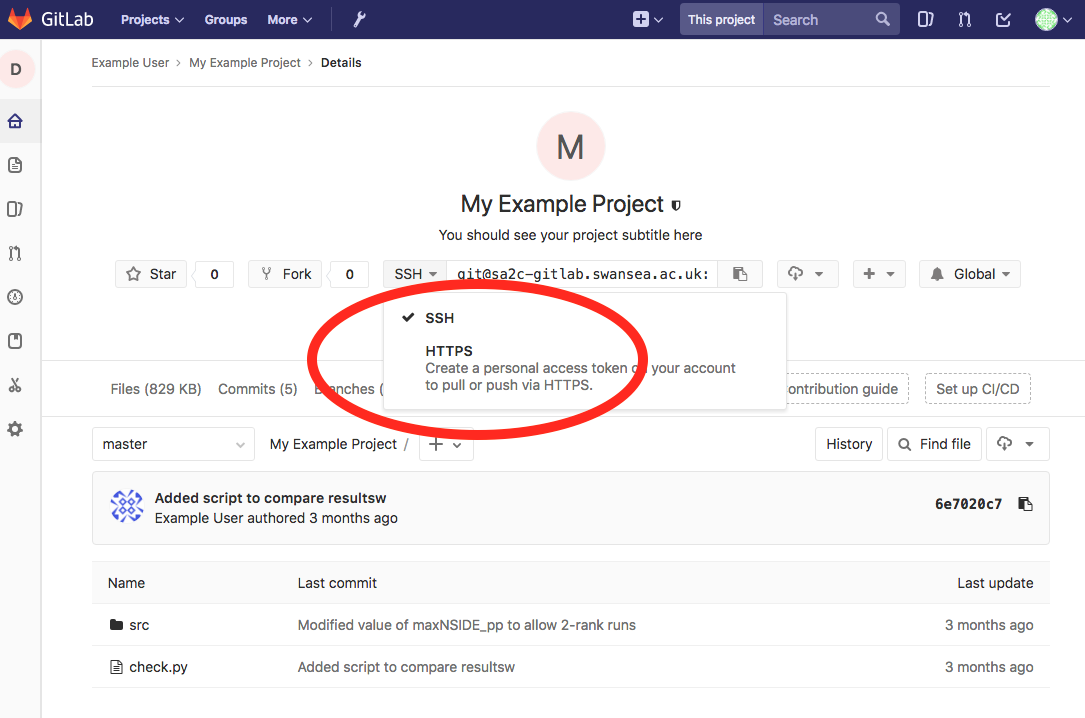 GitLab Projects Groups More This project Search
D
Example User > My Example Project > Details
M
My Example Project
You should see your project subtitle here
Star 0 Fork 0 SSH git@sa2c-gitlab.swansea.ac.uk: Global
SSH
HTTPS
Create a personal access token your account
to pull or push via HTTPS.
Files (829 KB) Commits (5) ontribution guide Set up CI/CD
master My Example Project / + History Find file
Added script to compare resultsw
Example User authored 3 months ago
6e7020c7
Name Last commit Last update
src Modified value of maxNSIDE_pp to allow 2-rank runs 3 months ago
check.py Added script to compare resultsw 3 months ago